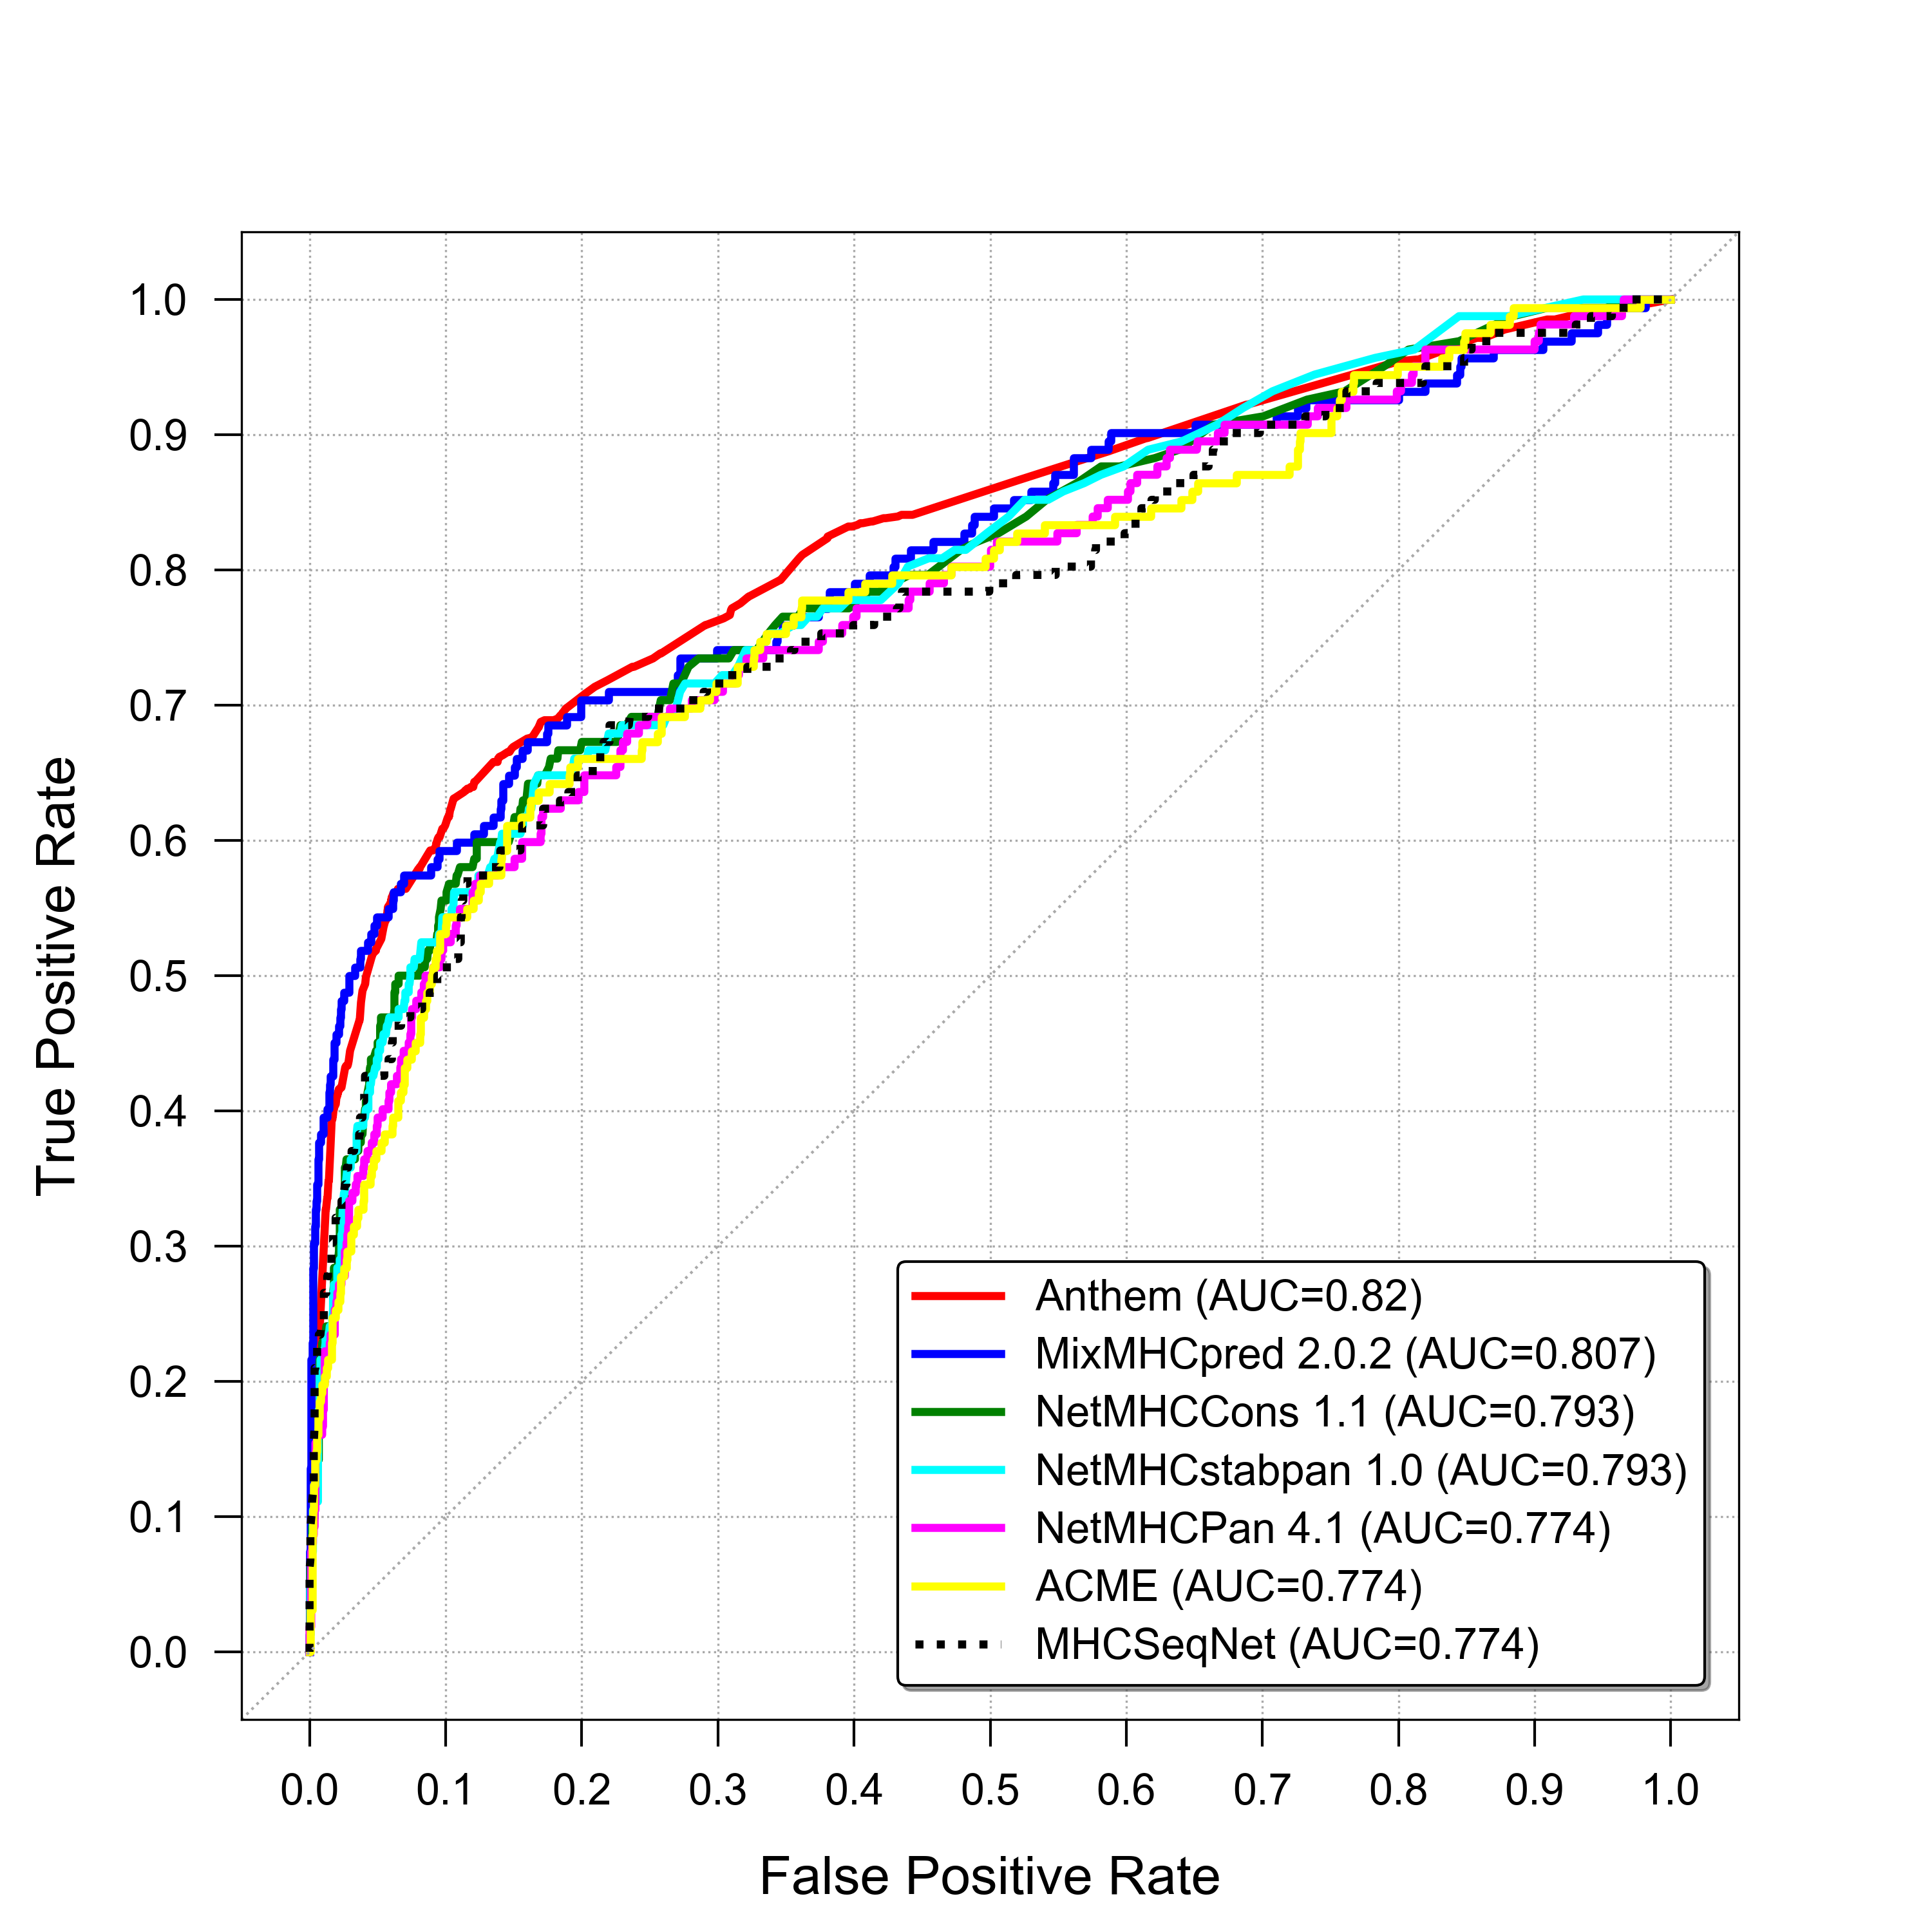 1.0
0.9
0.8
0.7
0.6
0.5
0.4
0.3
0.2
0.1
0.0
True Positive Rate
Anthem (AUC=0.82)
MixMHCpred 2.0.2 (AUC=0.807)
NetMHCCons 1.1 (AUC=0.793)
NetMHCstabpan 1.0 (AUC=0.793)
NetMHCPan 4.1 (AUC=0.774)
ACME (AUC=0.774)
MHCSeqNet (AUC=0.774)
0.0 0.1 0.2 0.3 0.4 0.5 0.6 0.7 0.8 0.9 1.0
False Positive Rate